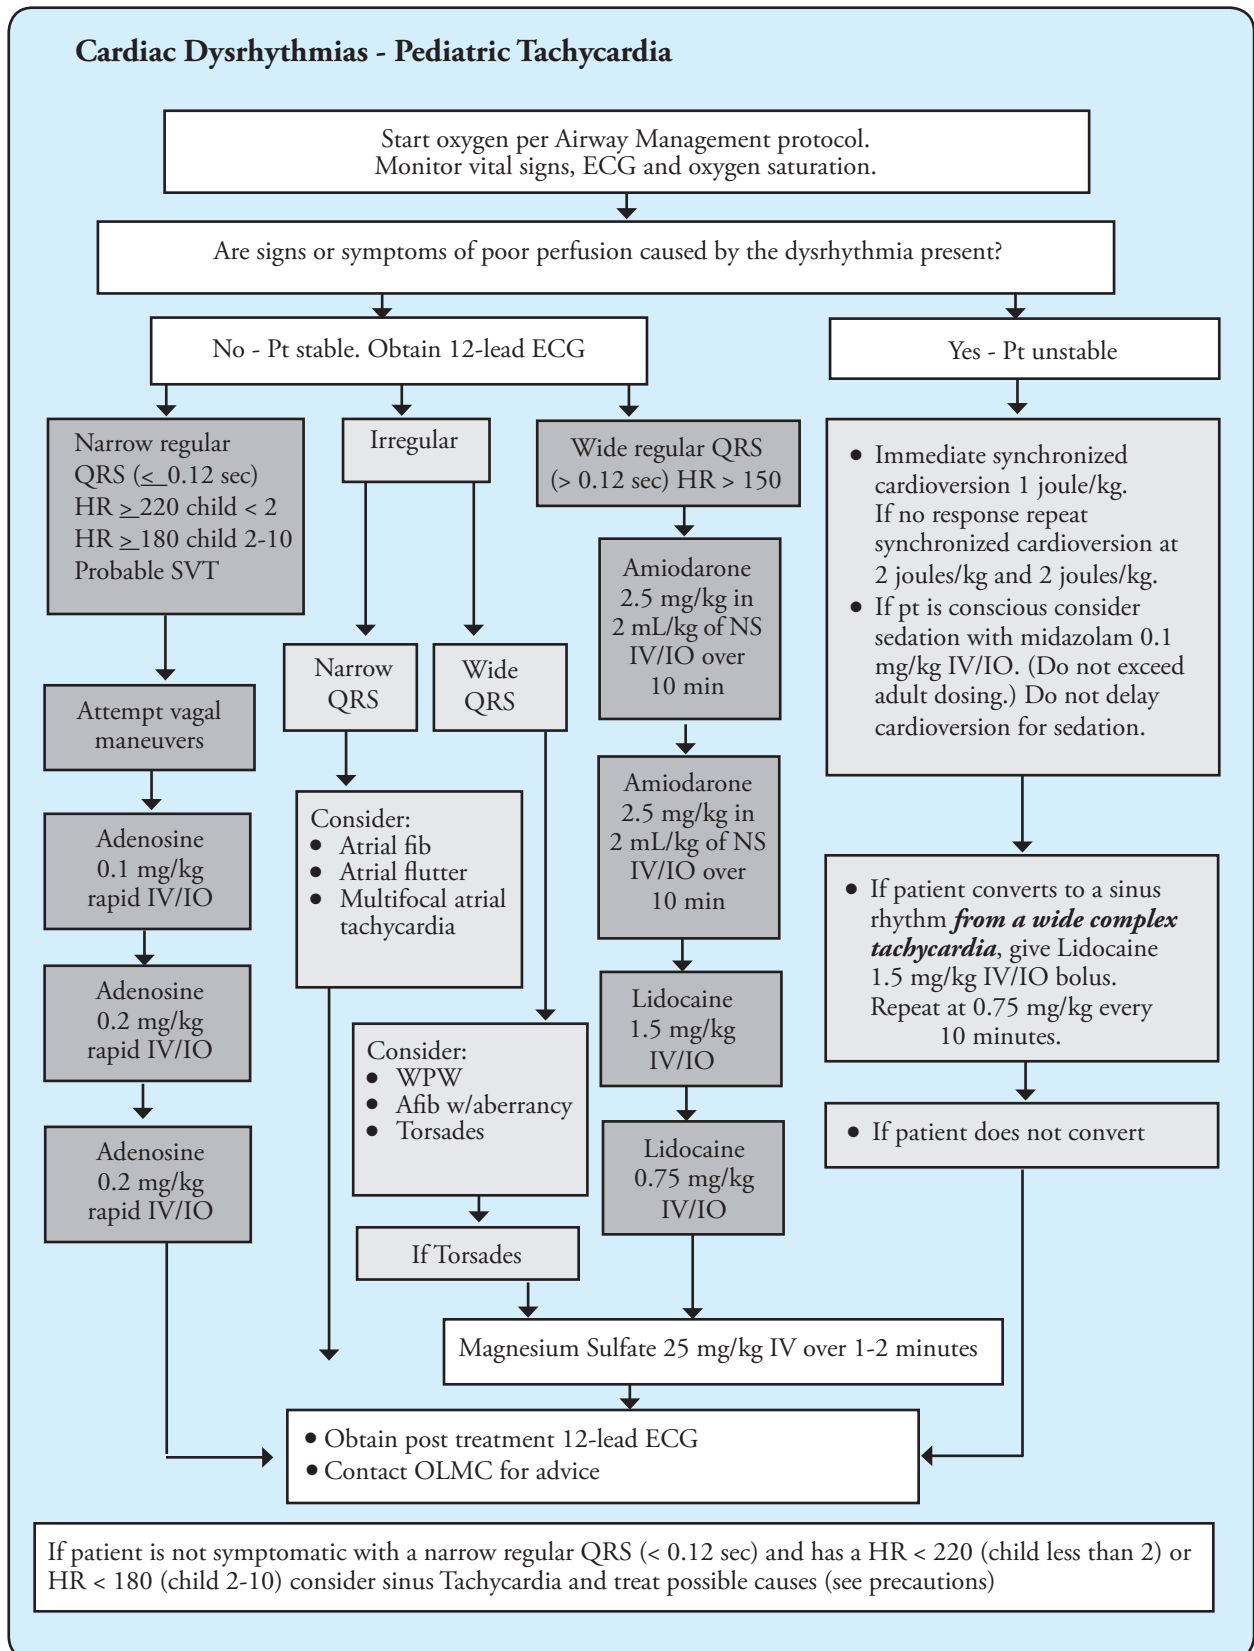 Cardiac Dysrhythmias - Pediatric Tachycardia
Start oxygen per Airway Management protocol.
Monitor vital signs, ECG and oxygen saturation.
Are signs or symptoms of poor perfusion caused by the dysrhythmia present?
No - Pt stable. Obtain 12-lead ECG
Yes - Pt unstable
Narrow regular
QRS (≤ 0.12 sec)
HR ≥ 220 child < 2
HR ≥ 180 child 2-10
Probable SVT
Attempt vagal
maneuvers
Adenosine
0.1 mg/kg
rapid IV/IO
Adenosine
0.2 mg/kg
rapid IV/IO
Adenosine
0.2 mg/kg
rapid IV/IO
Irregular
Narrow
QRS
Wide
QRS
Consider:
• Atrial fib
• Atrial flutter
• Multifocal atrial
tachycardia
Consider:
• WPW
• Afib w/aberrancy
• Torsades
If Torsades
Wide regular QRS
(> 0.12 sec) HR > 150
Amiodarone
2.5 mg/kg in
2 mL/kg of NS
IV/IO over
10 min
Amiodarone
2.5 mg/kg in
2 mL/kg of NS
IV/IO over
10 min
Lidocaine
1.5 mg/kg
IV/IO
Lidocaine
0.75 mg/kg
IV/IO
Magnesium Sulfate 25 mg/kg IV over 1-2 minutes
• Immediate synchronized
cardioversion 1 joule/kg.
If no response repeat
synchronized cardioversion at
2 joules/kg and 2 joules/kg.
• If pt is conscious consider
sedation with midazolam 0.1
mg/kg IV/IO. (Do not exceed
adult dosing.) Do not delay
cardioversion for sedation.
• If patient converts to a sinus
rhythm from a wide complex
tachycardia, give Lidocaine
1.5 mg/kg IV/IO bolus.
Repeat at 0.75 mg/kg every
10 minutes.
• If patient does not convert
• Obtain post treatment 12-lead ECG
• Contact OLMC for advice
If patient is not symptomatic with a narrow regular QRS (< 0.12 sec) and has a HR < 220 (child less than 2) or
HR < 180 (child 2-10) consider sinus Tachycardia and treat possible causes (see precautions)